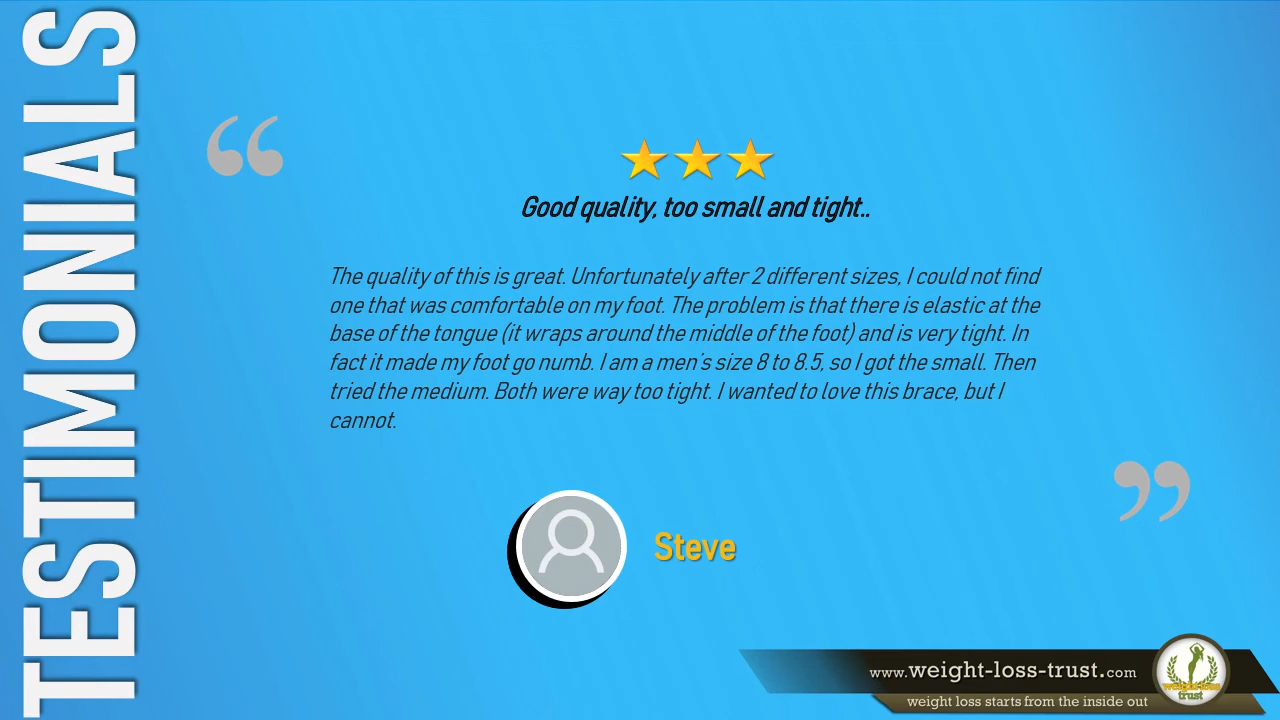 TESTIMONIALS
“
Good quality, too small and tight..
The quality of this is great. Unfortunately after 2 different sizes, I could not find
one that was comfortable on my foot. The problem is that there is elastic at the
base of the tongue (it wraps around the middle of the foot) and is very tight. In
fact it made my foot go numb. I am a men's size 8 to 8.5, so I got the small. Then
tried the medium. Both were way too tight. I wanted to love this brace, but I
cannot.
”
Steve
www.weight-loss-trust.com
weight loss starts from the inside out
weight loss
trust